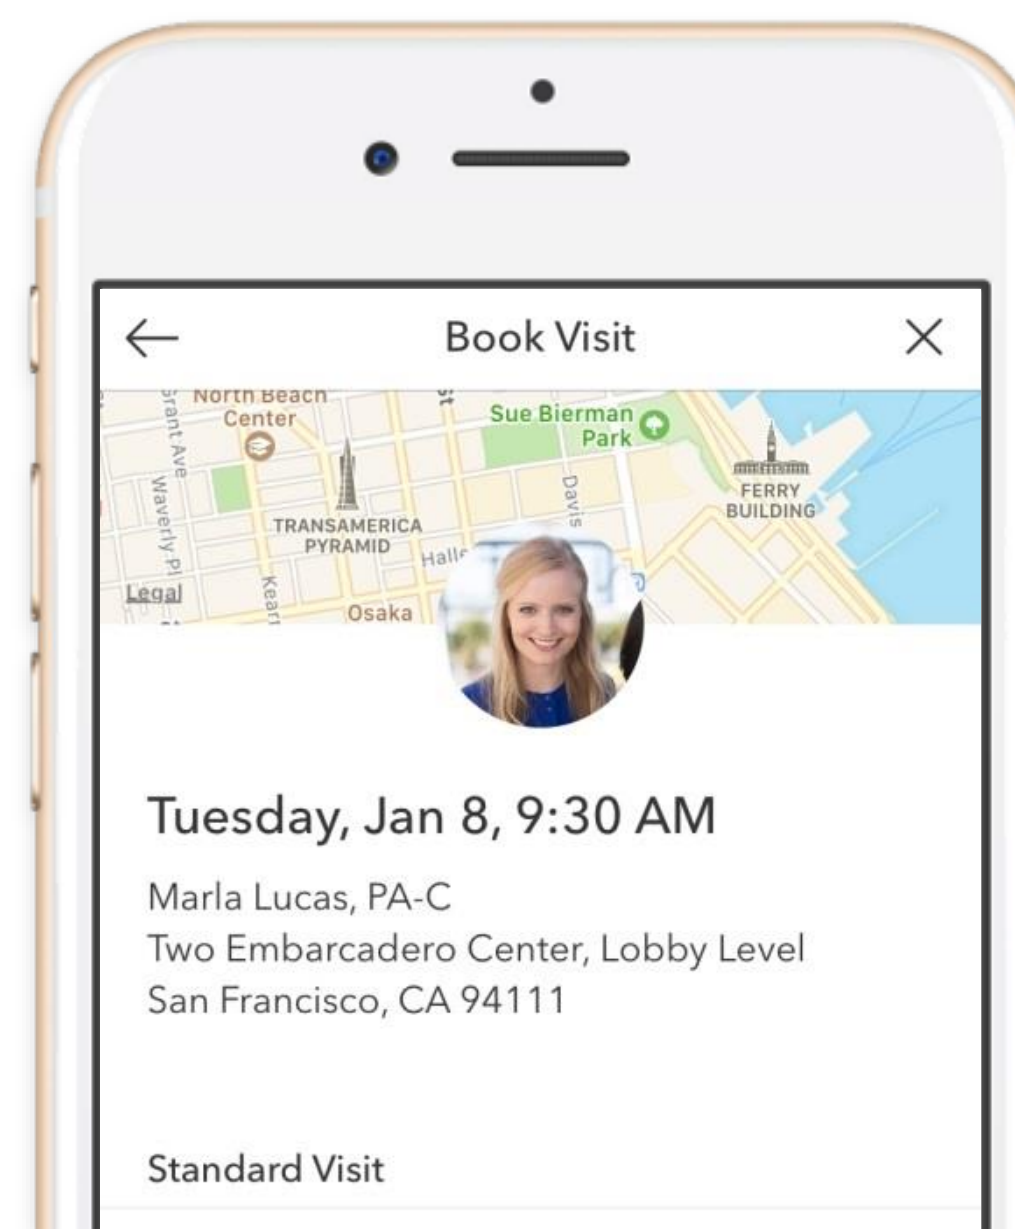 Book Visit
North Beach
Center
St
Sue Bierman
Park
Grant Ave
Waverly Pl
TRANSAMERICA
PYRAMID
Davis
FERRY
BUILDING
Legal
Osaka
Tuesday, Jan 8, 9:30 AM
Marla Lucas, PA-C
Two Embarcadero Center, Lobby Level
San Francisco, CA 94111
Standard Visit